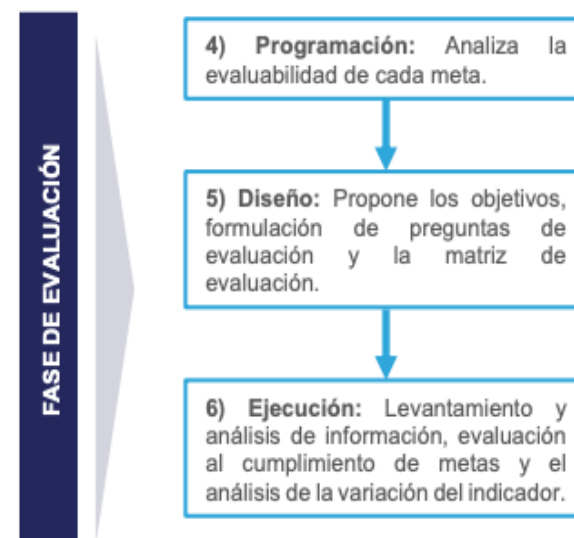 FASE DE EVALUACIÓN
4) Programación: Analiza la
evaluabilidad de cada meta.
5) Diseño: Propone los objetivos,
formulación de preguntas de
evaluación y la matriz de
evaluación.
6) Ejecución: Levantamiento y
análisis de información, evaluación
al cumplimiento de metas y el
análisis de la variación del indicador.